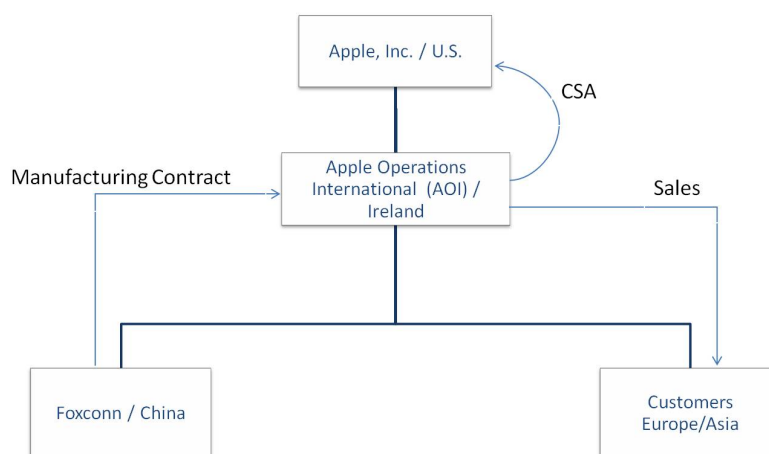 Apple, Inc. / U.S.
CSA
Apple Operations
International (AOI) /
Ireland
Manufacturing Contract
Sales
Foxconn / China
Customers
Europe/Asia